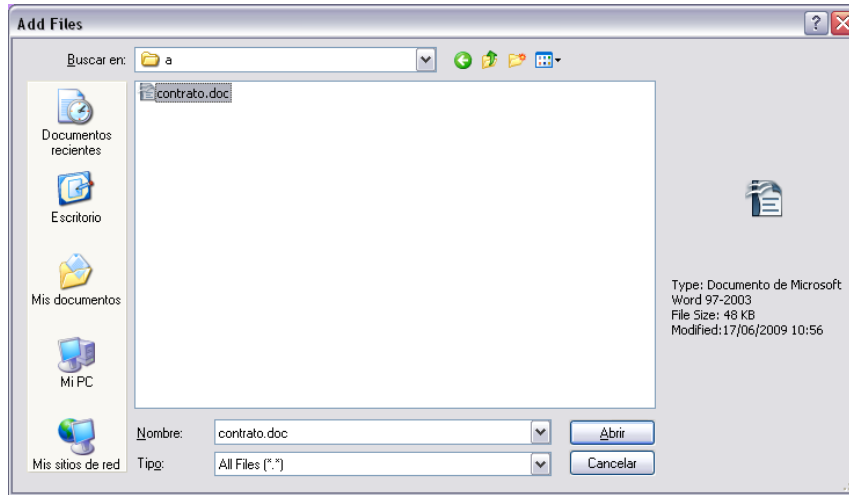 Add Files
Buscar en:
a
contrato.doc
Documentos
recientes
Escritorio
Mis documentos
Mi PC
Mis sitios de red
Type: Documento de Microsoft
Word 97-2003
File Size: 48 KB
Modified:17/06/2009 10:56
Nombre:
contrato.doc
Abrir
Tipo:
All Files (*.*)
Cancelar